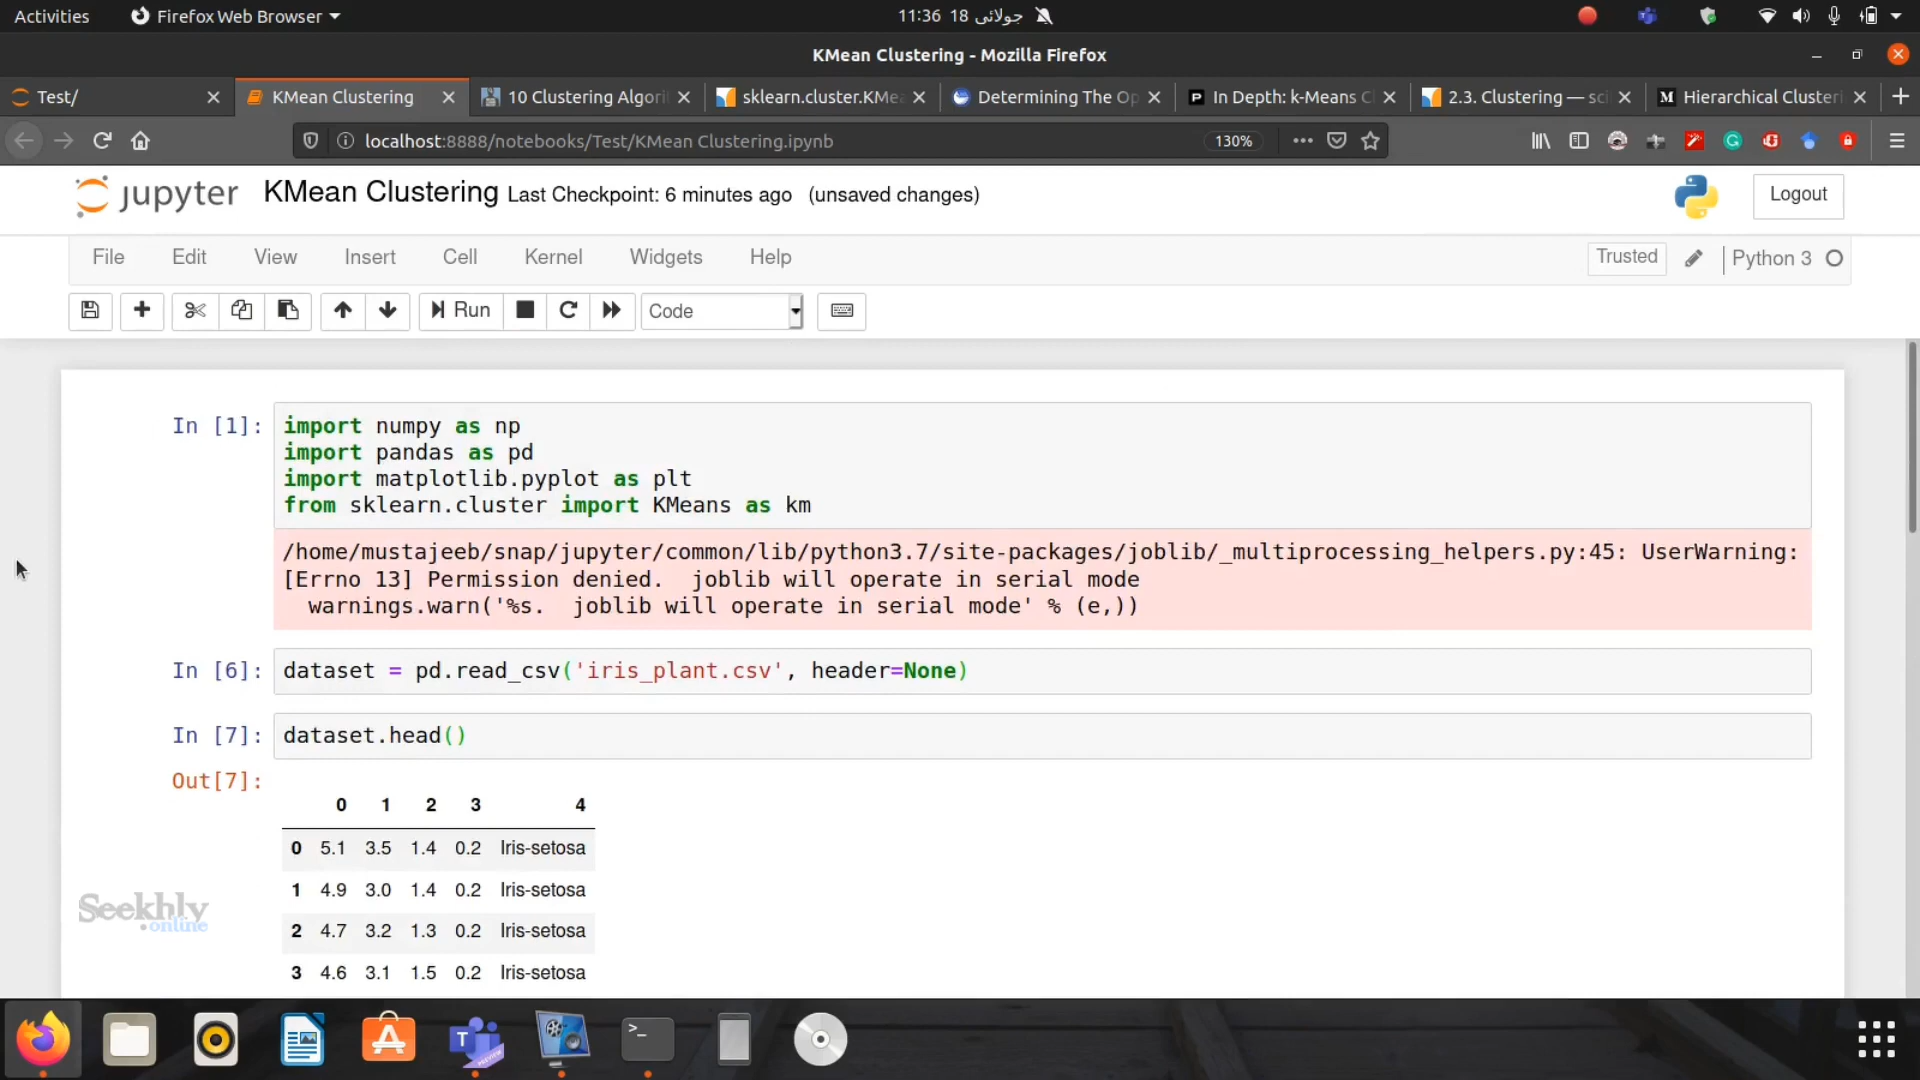 Activities Firefox Web Browser 11:36 18 جولائی
KMean Clustering - Mozilla Firefox
Test/ KMean Clustering 10 Clustering Algori sklearn.cluster.KMea Determining The Op In Depth: k-Means C 2.3. Clustering — sci Hierarchical Cluster
localhost:8888/notebooks/Test/KMean Clustering.ipynb 130%
jupyter KMean Clustering Last Checkpoint: 6 minutes ago (unsaved changes) Logout
File Edit View Insert Cell Kernel Widgets Help Trusted Python 3
Run Code
In [1]: import numpy as np
import pandas as pd
import matplotlib.pyplot as plt
from sklearn.cluster import KMeans as km
/home/mustajeeb/snap/jupyter/common/lib/python3.7/site-packages/joblib/_multiprocessing_helpers.py:45: UserWarning:
[Errno 13] Permission denied.  joblib will operate in serial mode
warnings.warn('%s.  joblib will operate in serial mode' % (e,))
In [6]: dataset = pd.read_csv('iris_plant.csv', header=None)
In [7]: dataset.head()
Out[7]:
0 1 2 3 4
0 5.1 3.5 1.4 0.2 Iris-setosa
1 4.9 3.0 1.4 0.2 Iris-setosa
2 4.7 3.2 1.3 0.2 Iris-setosa
3 4.6 3.1 1.5 0.2 Iris-setosa
Seekhly
.online